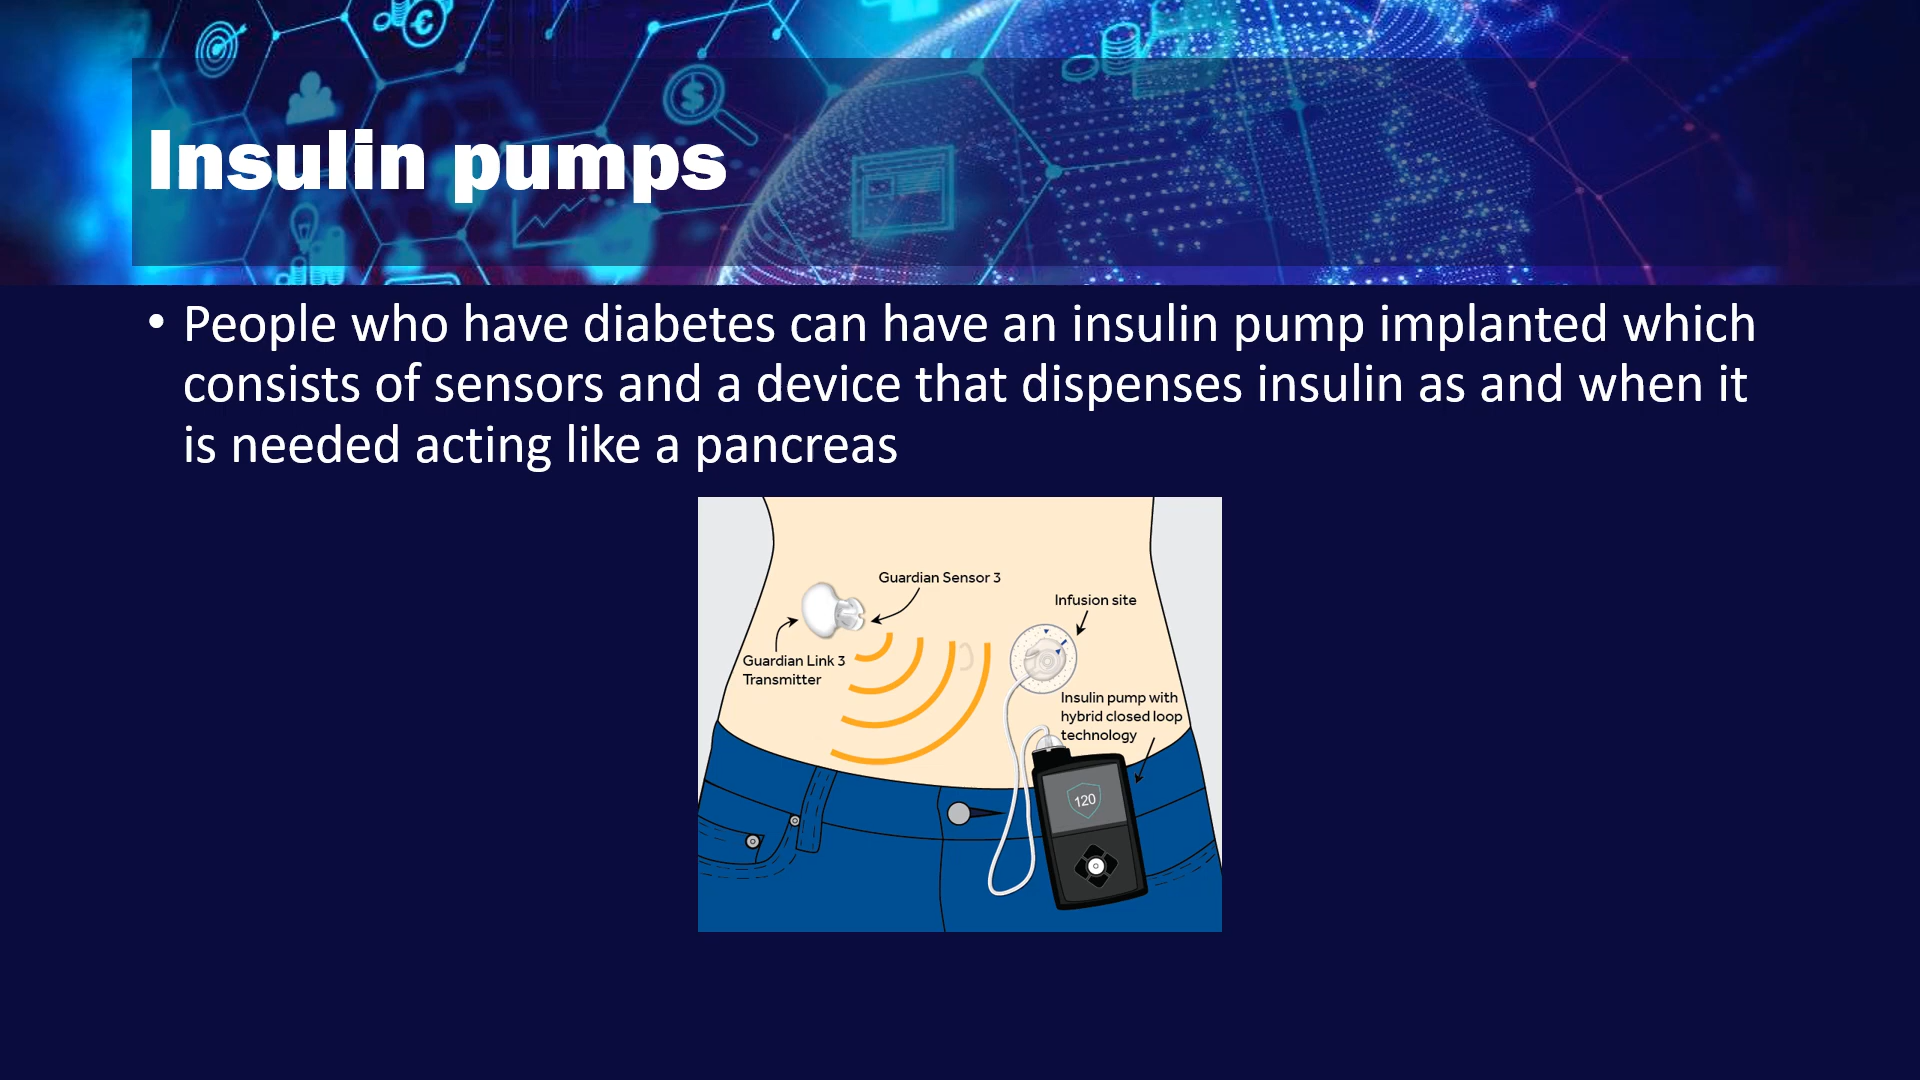 Insulin pumps
• People who have diabetes can have an insulin pump implanted which
consists of sensors and a device that dispenses insulin as and when it
is needed acting like a pancreas
Guardian Sensor 3
Infusion site
Guardian Link 3
Transmitter
Insulin pump with
hybrid closed loop
technology
120